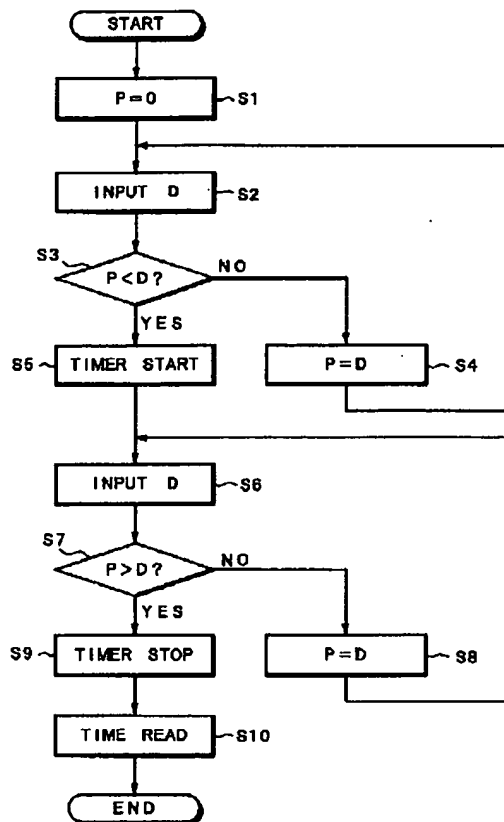 START
P=0 S1
INPUT D S2
S3 P<D? NO
YES
S5 TIMER START P=D S4
INPUT D S6
S7 P>D? NO
YES
S9 TIMER STOP P=D S8
TIME READ S10
END